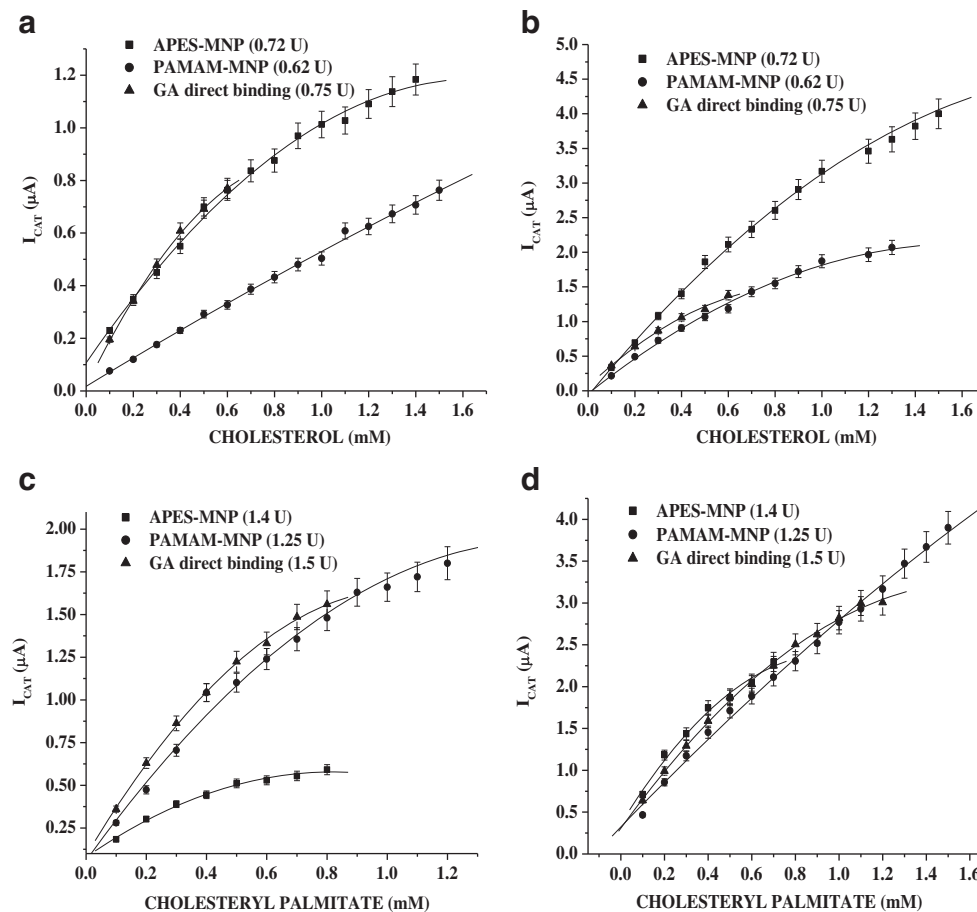 a
APES-MNP (0.72 U)
PAMAM-MNP (0.62 U)
GA direct binding (0.75 U)
1.2
1.0
0.8
0.6
0.4
0.2
0.0
I_CAT (µA)
0.0 0.2 0.4 0.6 0.8 1.0 1.2 1.4 1.6
CHOLESTEROL (mM)
b
APES-MNP (0.72 U)
PAMAM-MNP (0.62 U)
GA direct binding (0.75 U)
5.0
4.5
4.0
3.5
3.0
2.5
2.0
1.5
1.0
0.5
0.0
I_CAT (µA)
0.0 0.2 0.4 0.6 0.8 1.0 1.2 1.4 1.6
CHOLESTEROL (mM)
c
APES-MNP (1.4 U)
PAMAM-MNP (1.25 U)
GA direct binding (1.5 U)
2.00
1.75
1.50
1.25
1.00
0.75
0.50
0.25
I_CAT (µA)
0.0 0.2 0.4 0.6 0.8 1.0 1.2
CHOLESTERYL PALMITATE (mM)
d
APES-MNP (1.4 U)
PAMAM-MNP (1.25 U)
GA direct binding (1.5 U)
4.0
3.5
3.0
2.5
2.0
1.5
1.0
0.5
0.0
I_CAT (µA)
0.0 0.2 0.4 0.6 0.8 1.0 1.2 1.4 1.6
CHOLESTERYL PALMITATE (mM)